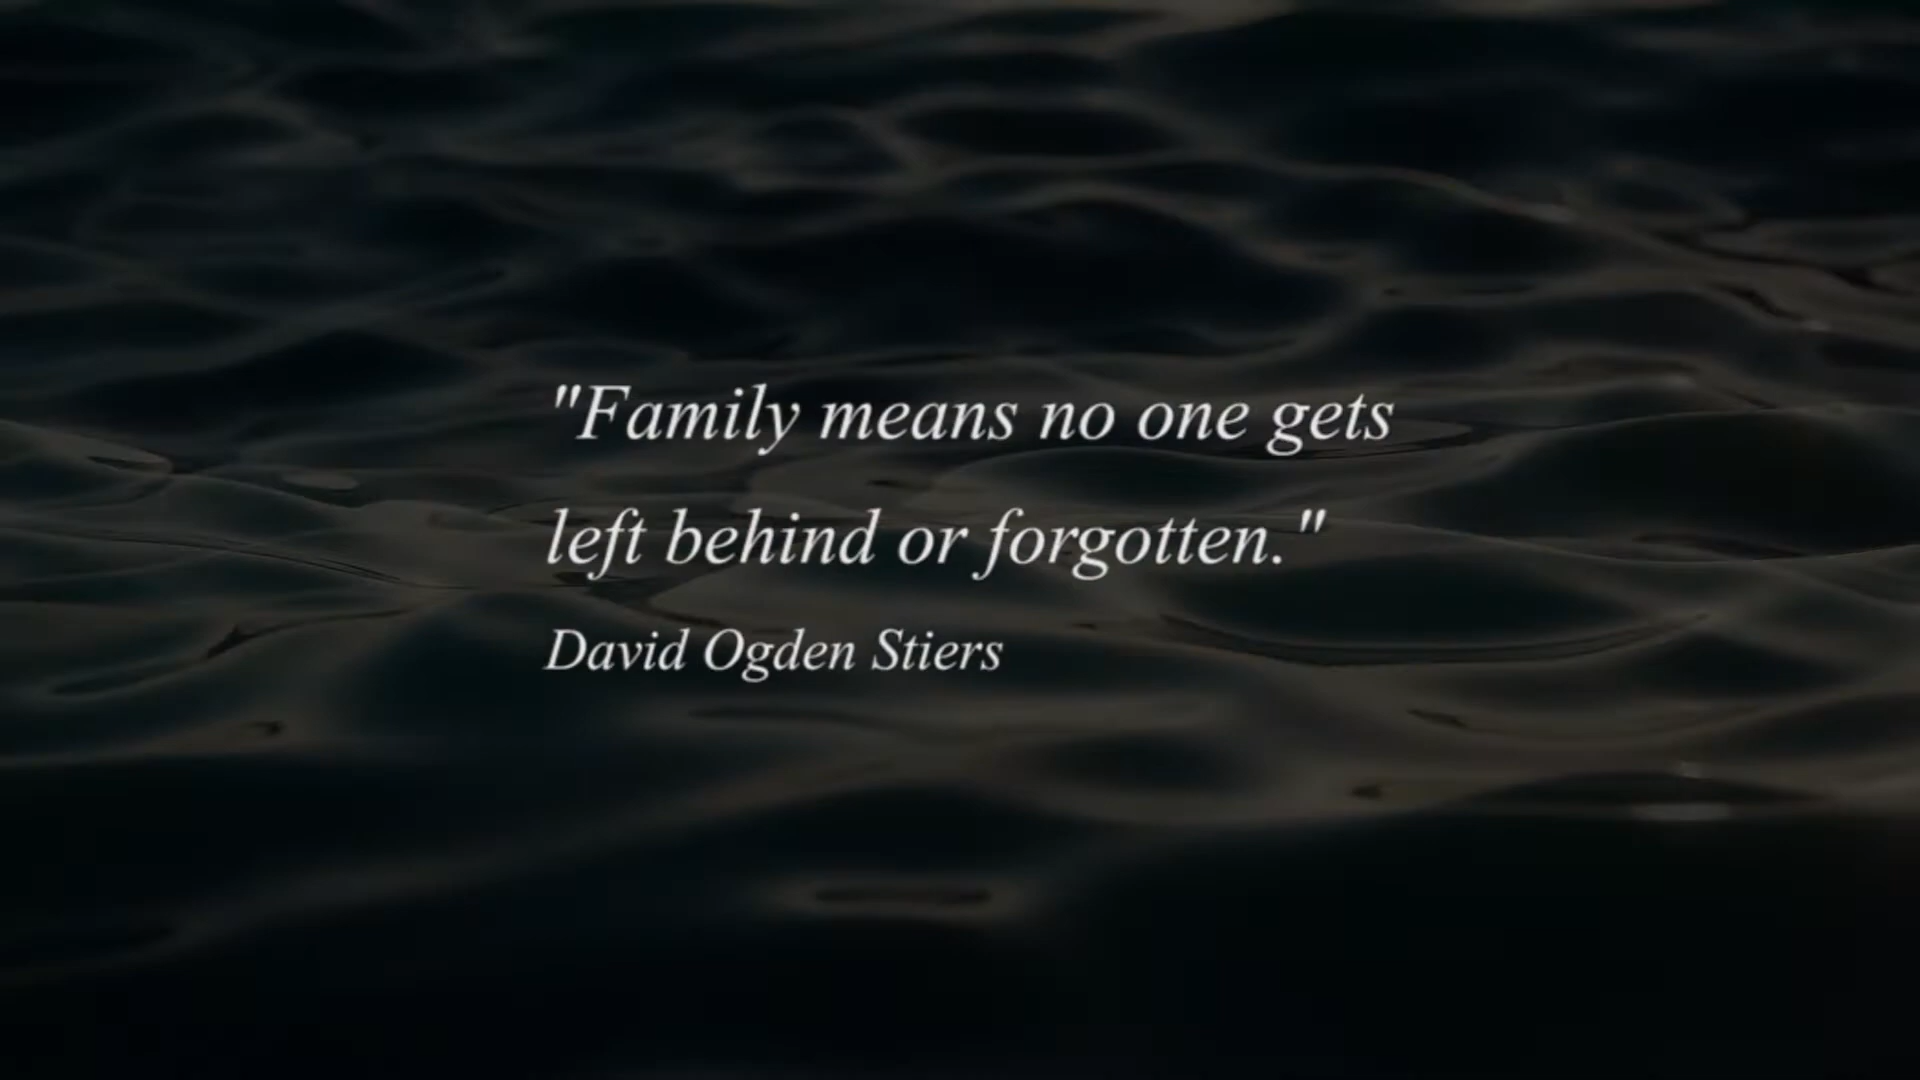 "Family means no one gets
left behind or forgotten."
David Ogden Stiers